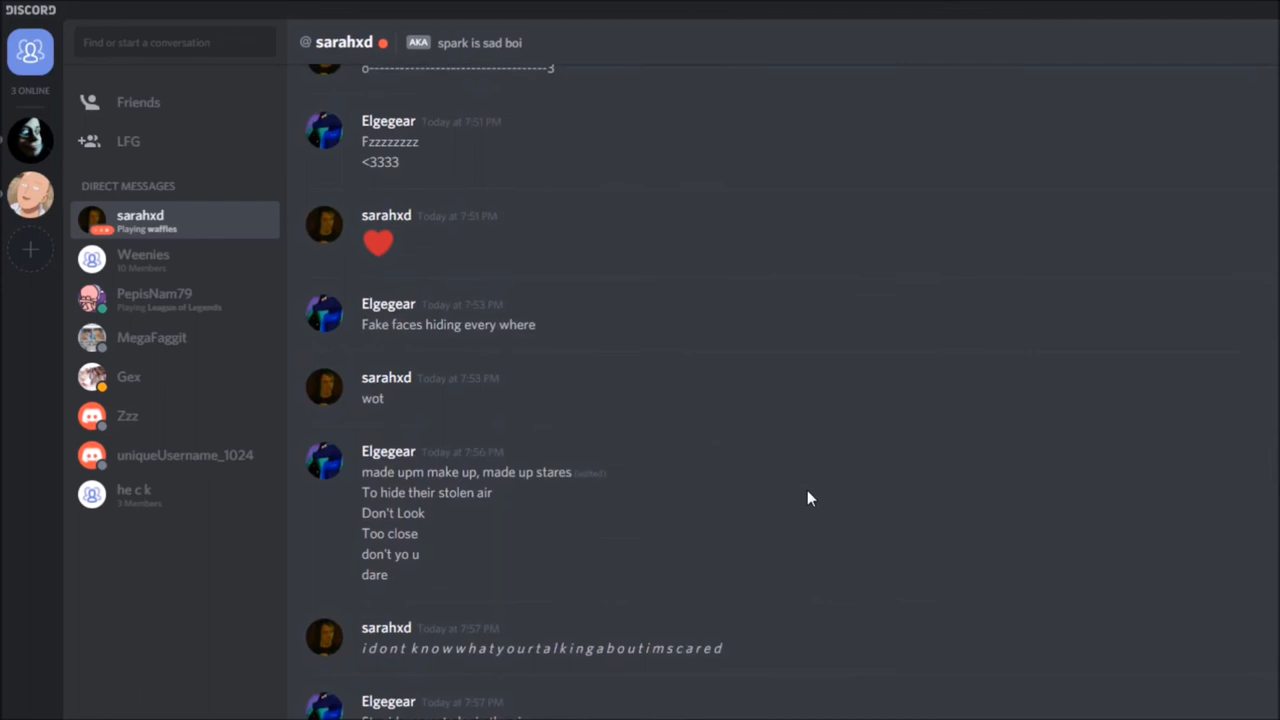 DISCORD
3 ONLINE
Find or start a conversation
Friends
LFG
DIRECT MESSAGES
sarahxd
Playing waffles
Weenies
10 Members
PepisNam79
Playing League of Legends
MegaFaggit
Gex
Zzz
uniqueUsername_1024
he c k
3 Members
@ sarahxd AKA spark is sad boi
Elgegear Today at 7:51 PM
Fzzzzzzzz
<3333
sarahxd Today at 7:51 PM
Elgegear Today at 7:53 PM
Fake faces hiding every where
sarahxd Today at 7:53 PM
wot
Elgegear Today at 7:56 PM
made upm make up, made up stares (edited)
To hide their stolen air
Don't Look
Too close
don't yo u
dare
sarahxd Today at 7:57 PM
i d o n t k n o w w h a t y o u r t a l k i n g a b o u t i m s c a r e d
Elgegear Today at 7:57 PM